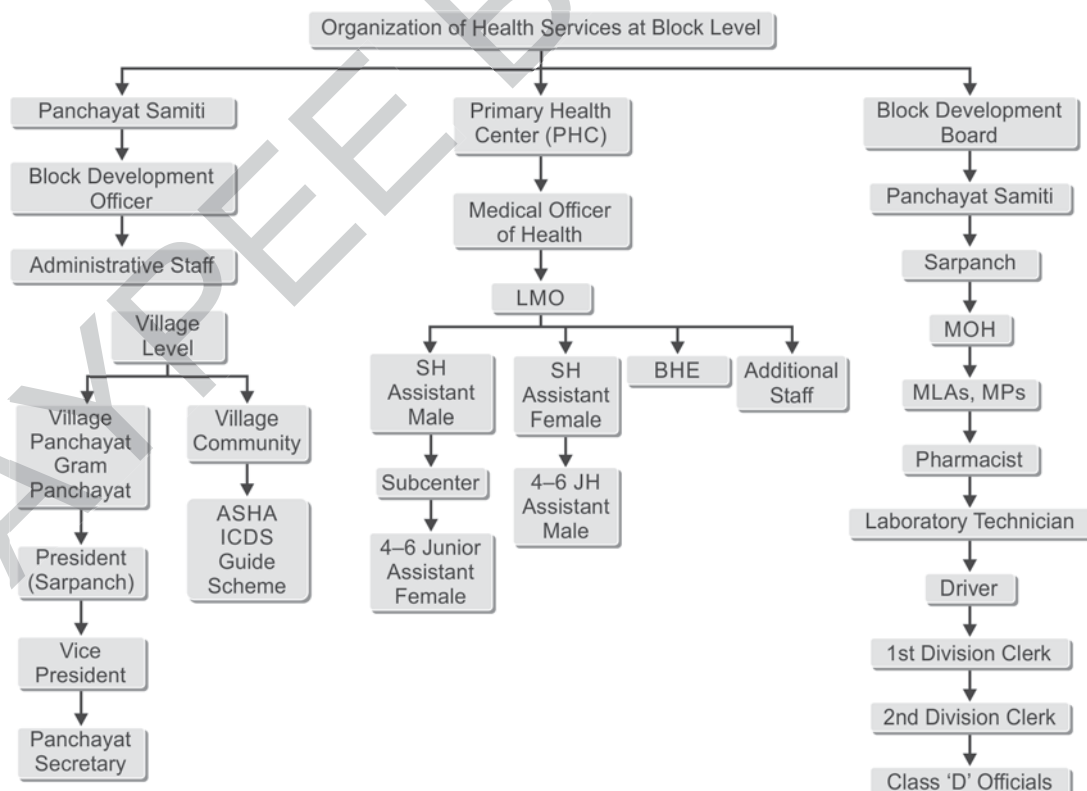 Organization of Health Services at Block Level
Panchayat Samiti
Block Development
Officer
Administrative Staff
Village
Level
Village
Panchayat
Gram
Panchayat
President
(Sarpanch)
Vice
President
Panchayat
Secretary
Village
Community
ASHA
ICDS
Guide
Scheme
Primary Health
Center (PHC)
Medical Officer
of Health
LMO
SH
Assistant
Male
Subcenter
4–6 Junior
Assistant
Female
SH
Assistant
Female
4–6 JH
Assistant
Male
BHE
Additional
Staff
Block Development
Board
Panchayat Samiti
Sarpanch
MOH
MLAs, MPs
Pharmacist
Laboratory Technician
Driver
1st Division Clerk
2nd Division Clerk
Class ‘D’ Officials
AYPEE B